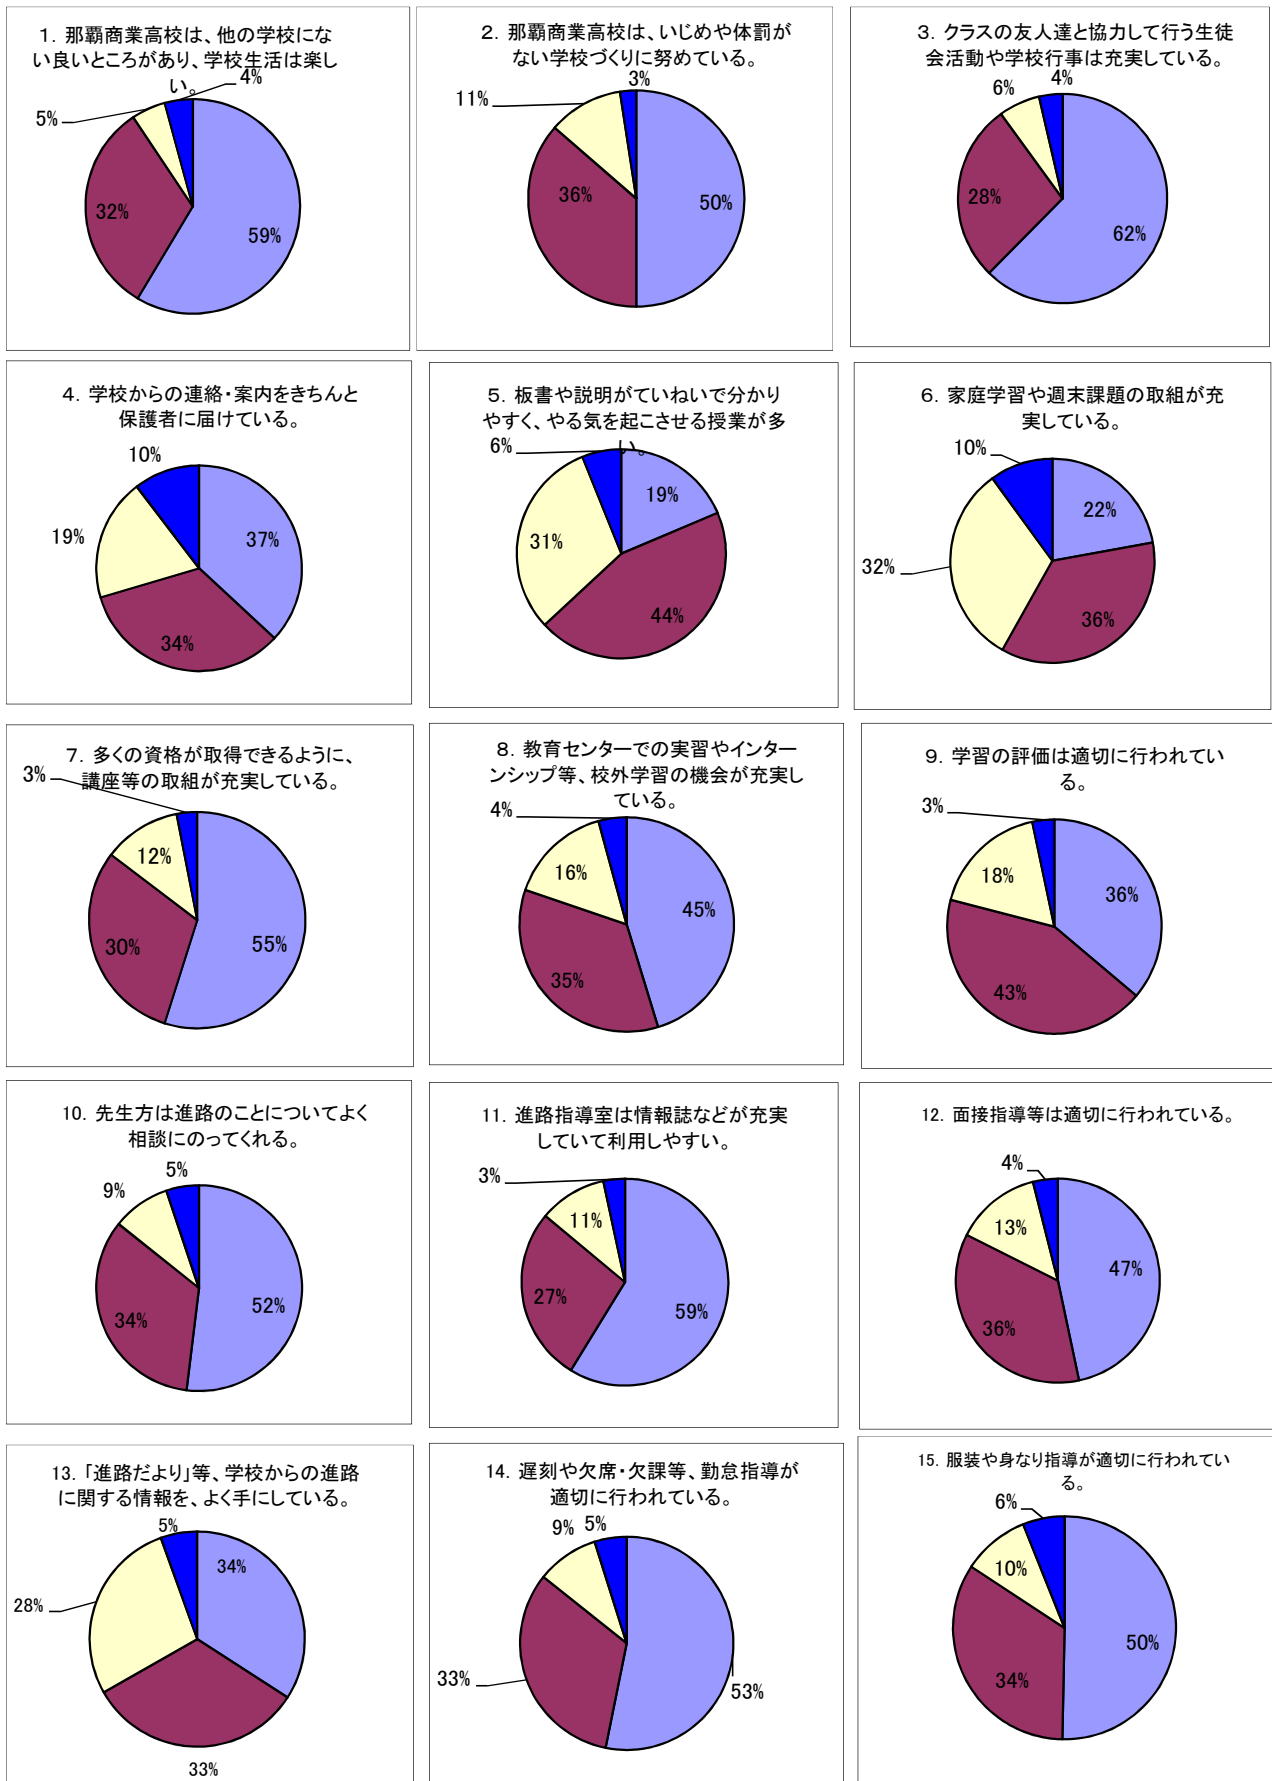 1．那覇商業高校は、他の学校にな
い良いところがあり、学校生活は楽し
い。
4%
5%
32%
59%
2．那覇商業高校は、いじめや体罰が
ない学校づくりに努めている。
3%
11%
36%
50%
3．クラスの友人達と協力して行う生徒
会活動や学校行事は充実している。
6%
4%
28%
62%
4．学校からの連絡・案内をきちんと
保護者に届けている。
10%
19%
37%
34%
5．板書や説明がていねいで分かり
やすく、やる気を起こさせる授業が多
い。
6%
19%
31%
44%
6．家庭学習や週末課題の取組が充
実している。
10%
22%
32%
36%
7．多くの資格が取得できるように、
講座等の取組が充実している。
3%
12%
30%
55%
8．教育センターでの実習やインター
ンシップ等、校外学習の機会が充実し
ている。
4%
16%
45%
35%
9．学習の評価は適切に行われてい
る。
3%
18%
36%
43%
10．先生方は進路のことについてよく
相談にのってくれる。
5%
9%
34%
52%
11．進路指導室は情報誌などが充実
していて利用しやすい。
3%
11%
27%
59%
12．面接指導等は適切に行われている。
4%
13%
47%
36%
13．「進路だより」等、学校からの進路
に関する情報を、よく手にしている。
5%
34%
28%
33%
14．遅刻や欠席・欠課等、勤怠指導が
適切に行われている。
9%
5%
33%
53%
15．服装や身なり指導が適切に行われてい
る。
6%
10%
50%
34%